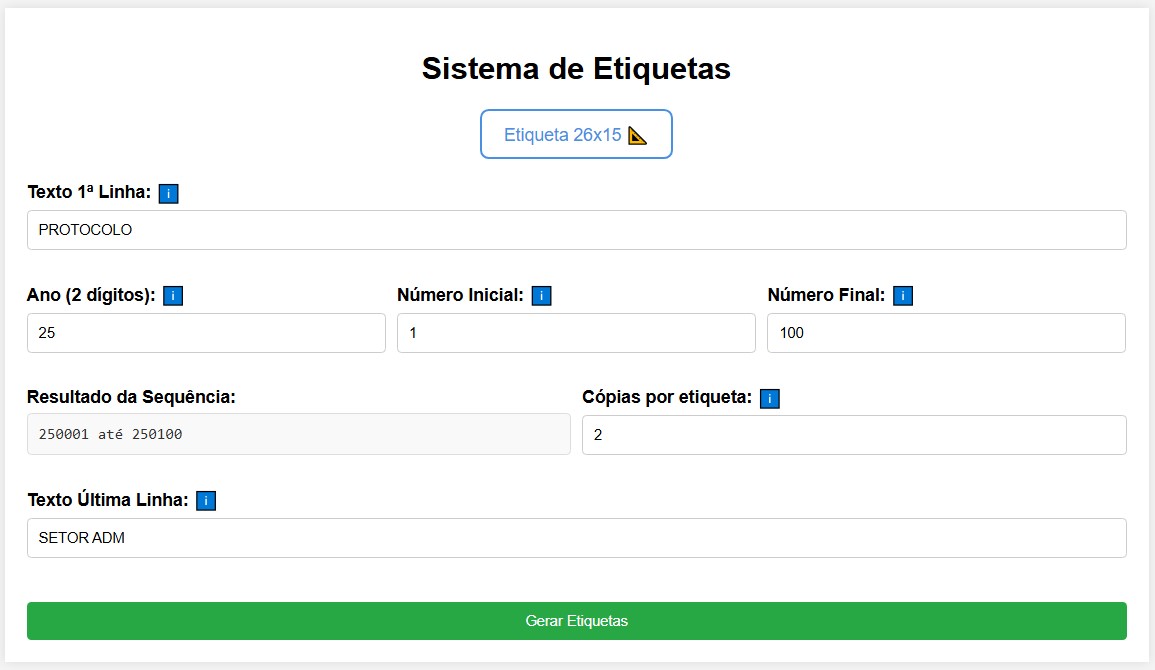 Sistema de Etiquetas
Etiqueta 26x15 📐
Texto 1ª Linha: i
PROTOCOLO
Ano (2 dígitos): i Número Inicial: i Número Final: i
25 1 100
Resultado da Sequência: Cópias por etiqueta: i
250001 até 250100 2
Texto Última Linha: i
SETOR ADM
Gerar Etiquetas